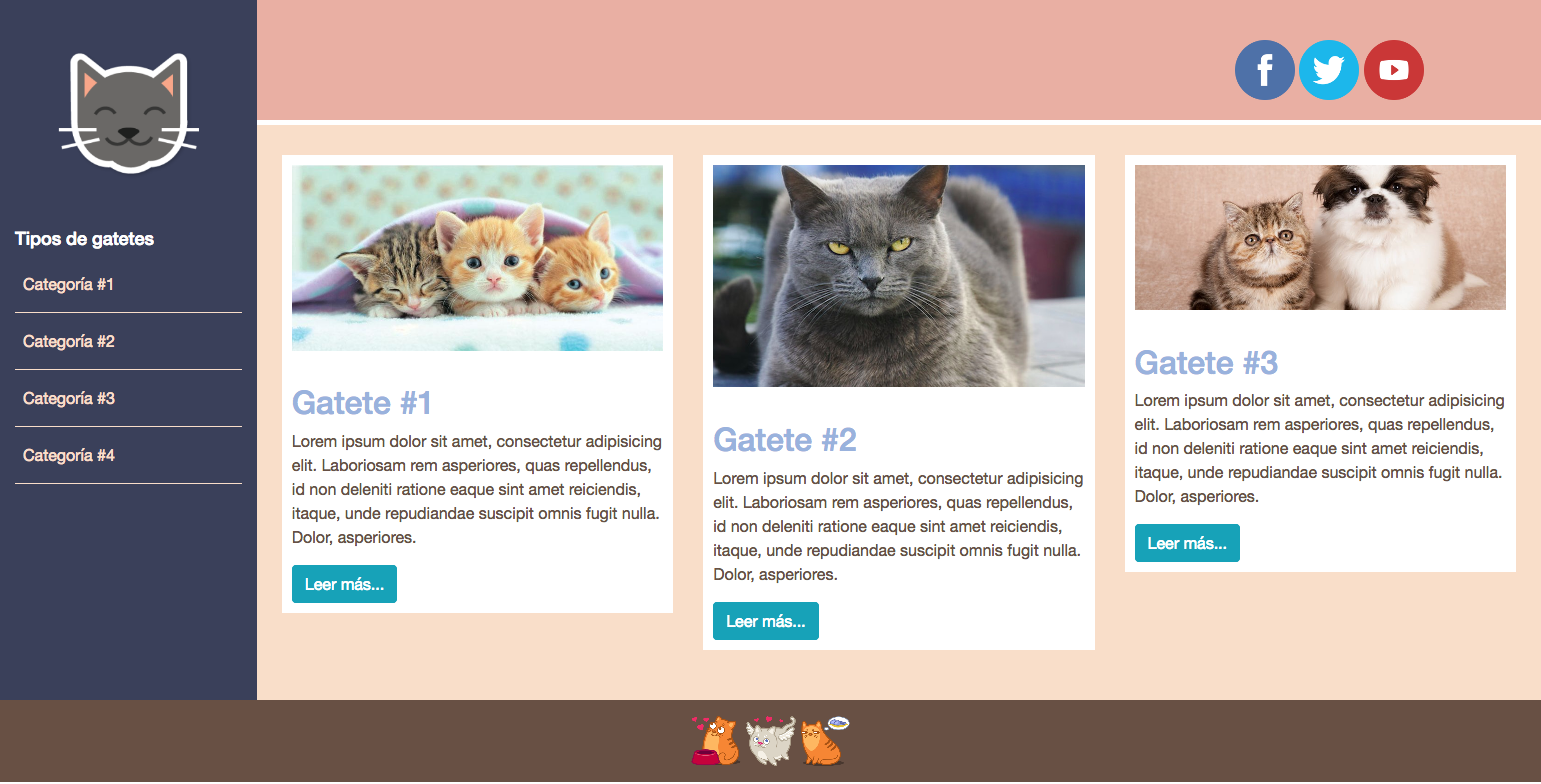 Tipos de gatetes
Categoría #1
Categoría #2
Categoría #3
Categoría #4
Gatete #1
Lorem ipsum dolor sit amet, consectetur adipisicing
elit. Laboriosam rem asperiores, quas repellendus,
id non deleniti ratione eaque sint amet reiciendis,
itaque, unde repudiandae suscipit omnis fugit nulla.
Dolor, asperiores.
Leer más...
Gatete #2
Lorem ipsum dolor sit amet, consectetur adipisicing
elit. Laboriosam rem asperiores, quas repellendus,
id non deleniti ratione eaque sint amet reiciendis,
itaque, unde repudiandae suscipit omnis fugit nulla.
Dolor, asperiores.
Leer más...
Gatete #3
Lorem ipsum dolor sit amet, consectetur adipisicing
elit. Laboriosam rem asperiores, quas repellendus,
id non deleniti ratione eaque sint amet reiciendis,
itaque, unde repudiandae suscipit omnis fugit nulla.
Dolor, asperiores.
Leer más...